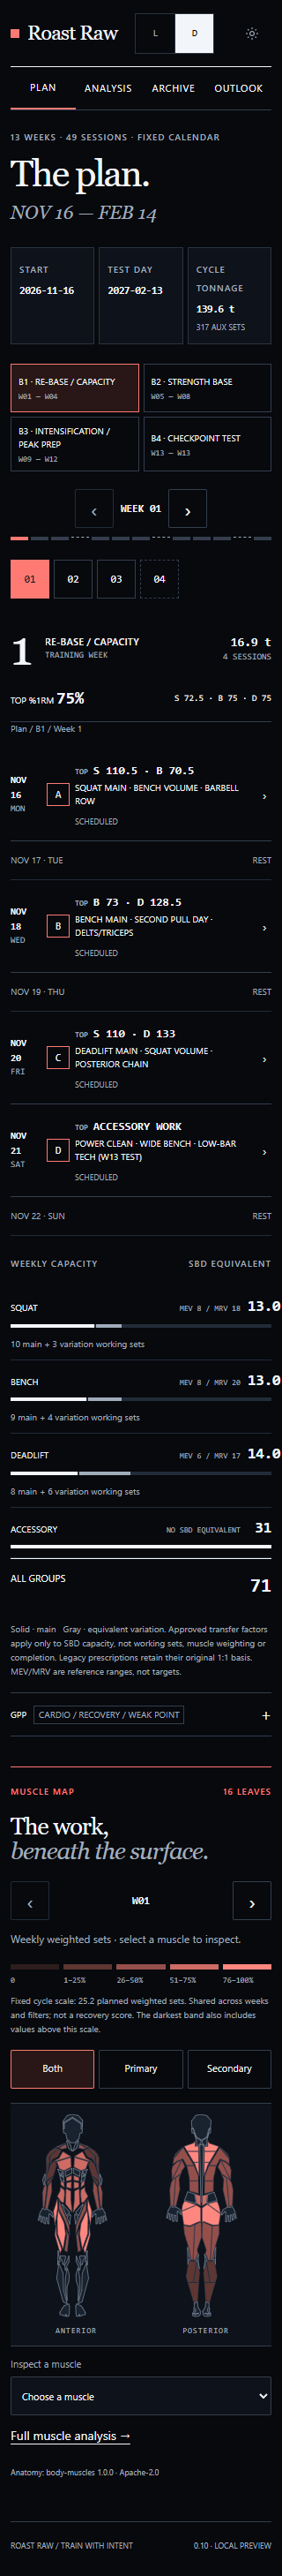 Roast Raw
L D
PLAN ANALYSIS ARCHIVE OUTLOOK
13 WEEKS · 49 SESSIONS · FIXED CALENDAR
The plan.
NOV 16 — FEB 14
START
2026-11-16
TEST DAY
2027-02-13
CYCLE
TONNAGE
139.6 t
317 AUX SETS
B1 · RE-BASE / CAPACITY
W01 — W04
B2 · STRENGTH BASE
W05 — W08
B3 · INTENSIFICATION /
PEAK PREP
W09 — W12
B4 · CHECKPOINT TEST
W13 — W13
‹ WEEK 01 ›
01 02 03 04
1 RE-BASE / CAPACITY 16.9 t
TRAINING WEEK 4 SESSIONS
TOP %1RM 75% S 72.5 · B 75 · D 75
Plan / B1 / Week 1
NOV
16
MON
A
TOP S 110.5 · B 70.5
SQUAT MAIN · BENCH VOLUME · BARBELL
ROW
SCHEDULED
›
NOV 17 · TUE REST
NOV
18
WED
B
TOP B 73 · D 128.5
BENCH MAIN · SECOND PULL DAY ·
DELTS/TRICEPS
SCHEDULED
›
NOV 19 · THU REST
NOV
20
FRI
C
TOP S 110 · D 133
DEADLIFT MAIN · SQUAT VOLUME ·
POSTERIOR CHAIN
SCHEDULED
›
NOV
21
SAT
D
TOP ACCESSORY WORK
POWER CLEAN · WIDE BENCH · LOW-BAR
TECH (W13 TEST)
SCHEDULED
›
NOV 22 · SUN REST
WEEKLY CAPACITY SBD EQUIVALENT
SQUAT MEV 8 / MRV 18 13.0
10 main + 3 variation working sets
BENCH MEV 8 / MRV 20 13.0
9 main + 4 variation working sets
DEADLIFT MEV 6 / MRV 17 14.0
8 main + 6 variation working sets
ACCESSORY NO SBD EQUIVALENT 31
ALL GROUPS 71
Solid · main Gray · equivalent variation. Approved transfer factors
apply only to SBD capacity, not working sets, muscle weighting or
completion. Legacy prescriptions retain their original 1:1 basis.
MEV/MRV are reference ranges, not targets.
GPP CARDIO / RECOVERY / WEAK POINT +
MUSCLE MAP 16 LEAVES
The work,
beneath the surface.
‹ W01 ›
Weekly weighted sets · select a muscle to inspect.
0 1–25% 26–50% 51–75% 76–100%
Fixed cycle scale: 25.2 planned weighted sets. Shared across weeks
and filters; not a recovery score. The darkest band also includes
values above this scale.
Both Primary Secondary
ANTERIOR POSTERIOR
Inspect a muscle
Choose a muscle
Full muscle analysis →
Anatomy: body-muscles 1.0.0 · Apache-2.0
ROAST RAW / TRAIN WITH INTENT 0.10 · LOCAL PREVIEW